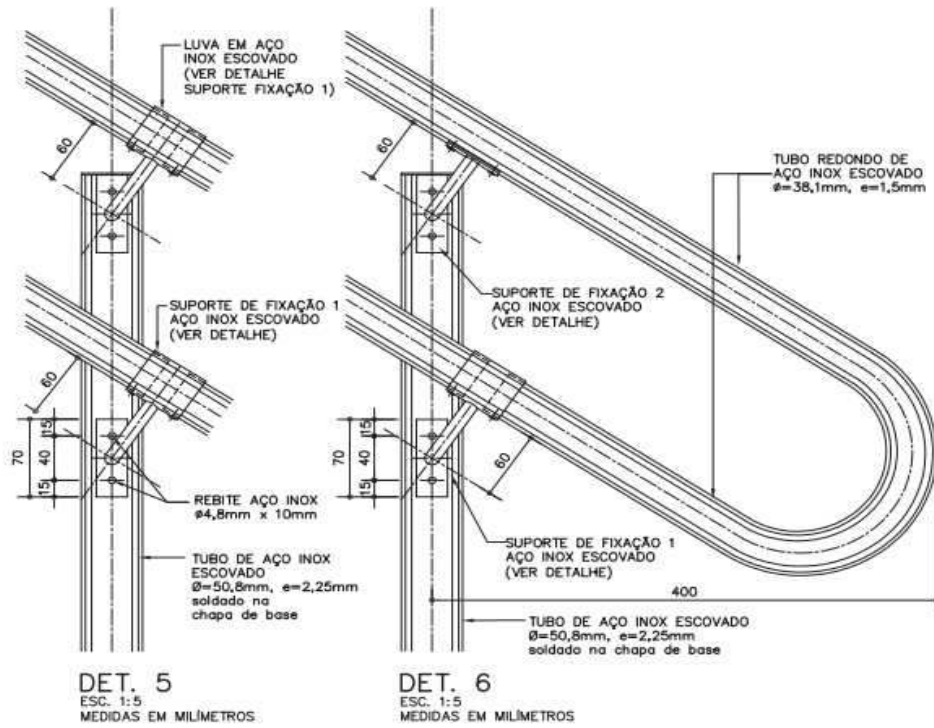 LUVA EM AÇO
INOX ESCOVADO
(VER DETALHE
SUPORTE FIXAÇÃO 1)
60
60
TUBO REDONDO DE
AÇO INOX ESCOVADO
ø=38,1mm, e=1,5mm
SUPORTE DE FIXAÇÃO 1
AÇO INOX ESCOVADO
(VER DETALHE)
SUPORTE DE FIXAÇÃO 2
AÇO INOX ESCOVADO
(VER DETALHE)
60
70
15
40
15
70
15
40
15
60
REBITE AÇO INOX
ø4,8mm x 10mm
TUBO DE AÇO INOX
ESCOVADO
Ø=50,8mm, e=2,25mm
soldado na
chapa de base
SUPORTE DE FIXAÇÃO 1
AÇO INOX ESCOVADO
(VER DETALHE)
400
TUBO DE AÇO INOX ESCOVADO
Ø=50,8mm, e=2,25mm
soldado na chapa de base
DET. 5
ESC. 1:5
MEDIDAS EM MILÍMETROS
DET. 6
ESC. 1:5
MEDIDAS EM MILÍMETROS